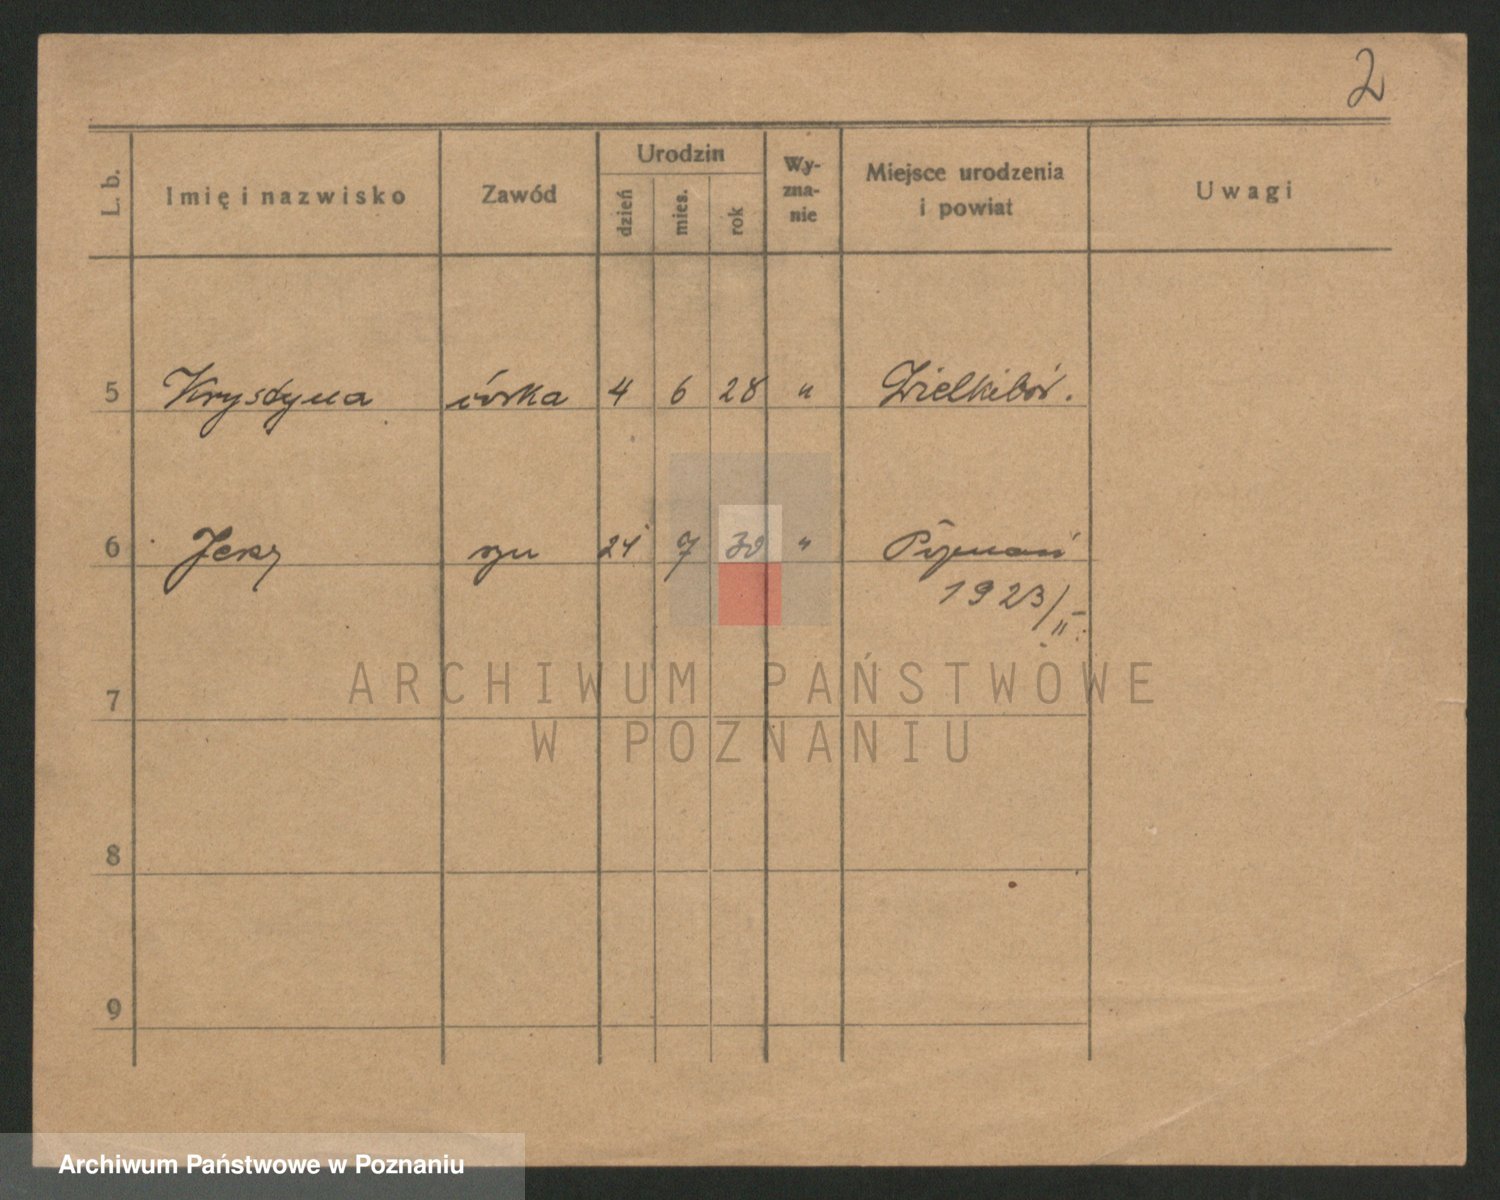 2
L. b. Imię i nazwisko Zawód Urodzin dzień mies. rok Wy-zna-nie Miejsce urodzenia i powiat Uwagi
5 Krystyna córka 4 6 28 " Wielkibór.
6 Jerzy syn 21 7 30 " Poznań
1923/II
7
ARCHIWUM PAŃSTWOWE
W POZNANIU
8
9
Archiwum Państwowe w Poznaniu